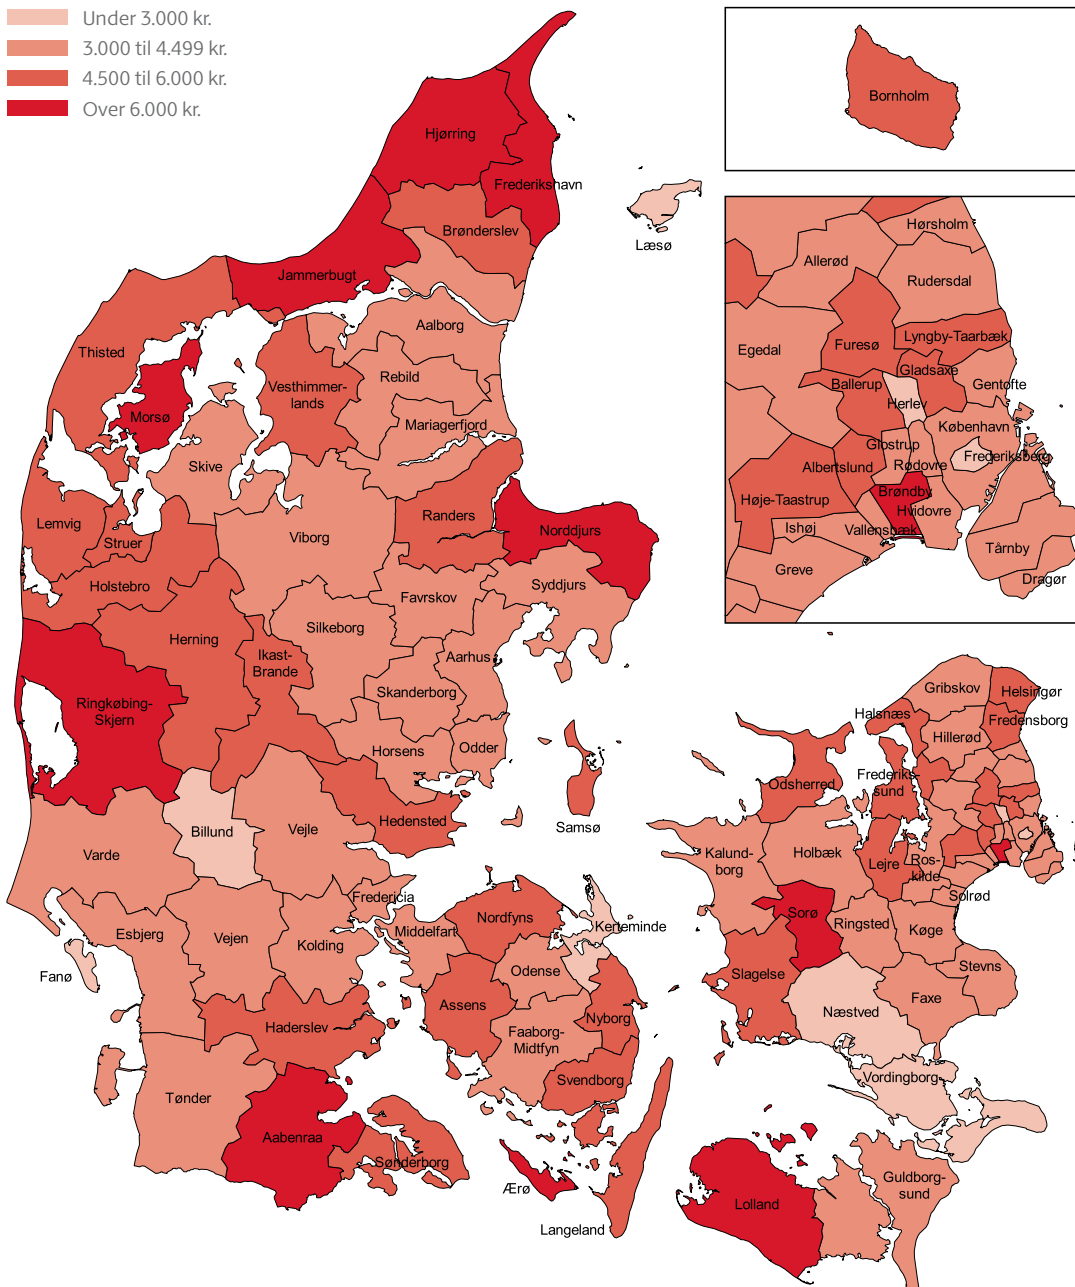 Under 3.000 kr.
3.000 til 4.499 kr.
4.500 til 6.000 kr.
Over 6.000 kr.
Bornholm
Hjørring
Frederikshavn
Læsø
Brønderslev
Jammerbugt
Aalborg
Thisted
Vesthimmer-
lands
Rebild
Morsø
Mariagerfjord
Skive
Lemvig
Struer
Viborg
Randers
Norddjurs
Holstebro
Favrskov
Syddjurs
Herning
Silkeborg
Ikast-
Brande
Aarhus
Skanderborg
Ringkøbing-
Skjern
Horsens
Odder
Hedensted
Samsø
Billund
Vejle
Varde
Fredericia
Esbjerg
Vejen
Kolding
Fanø
Haderslev
Tønder
Aabenraa
Sønderborg
Middelfart
Nordfyns
Kerteminde
Odense
Assens
Nyborg
Faaborg-
Midtfyn
Svendborg
Ærø
Langeland
Hørsholm
Allerød
Rudersdal
Egedal
Furesø
Lyngby-Taarbæk
Gladsaxe
Ballerup
Gentofte
Herlev
København
Glostrup
Frederiksberg
Albertslund
Rødovre
Høje-Taastrup
Brøndby
Hvidovre
Ishøj
Vallensbæk
Greve
Tårnby
Dragør
Gribskov
Helsingør
Halsnæs
Fredensborg
Hillerød
Odsherred
Frederiks-
sund
Kalund-
borg
Holbæk
Lejre
Ros-
kilde
Solrød
Sorø
Ringsted
Køge
Slagelse
Stevns
Næstved
Faxe
Vordingborg
Lolland
Guldborg-
sund